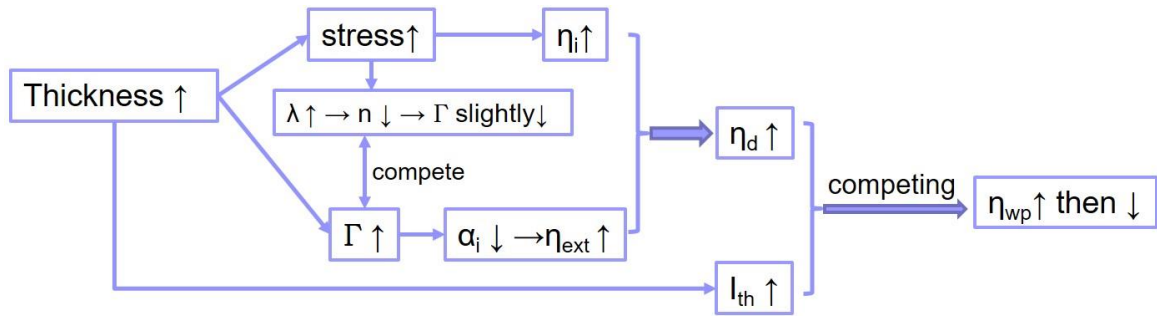 stress↑
ηi↑
Thickness ↑
λ ↑ → n ↓ → Γ slightly↓
compete
Γ ↑
αi ↓ →ηext ↑
ηd ↑
Ith ↑
competing
ηwp↑ then ↓